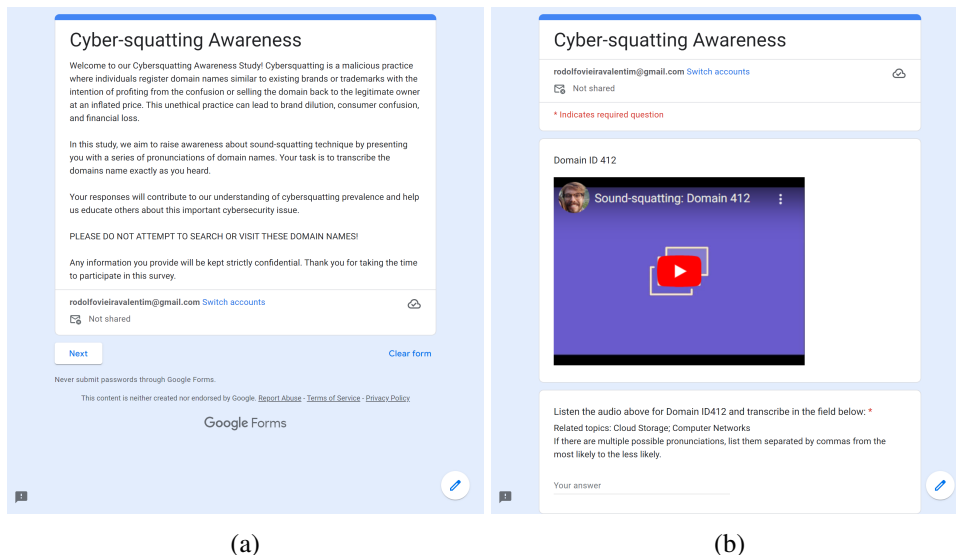 Cyber-squatting Awareness
Welcome to our Cybersquatting Awareness Study! Cybersquatting is a malicious practice
where individuals register domain names similar to existing brands or trademarks with the
intention of profiting from the confusion or selling the domain back to the legitimate owner
at an inflated price. This unethical practice can lead to brand dilution, consumer confusion,
and financial loss.
In this study, we aim to raise awareness about sound-squatting technique by presenting
you with a series of pronunciations of domain names. Your task is to transcribe the
domains name exactly as you heard.
Your responses will contribute to our understanding of cybersquatting prevalence and help
us educate others about this important cybersecurity issue.
PLEASE DO NOT ATTEMPT TO SEARCH OR VISIT THESE DOMAIN NAMES!
Any information you provide will be kept strictly confidential. Thank you for taking the time
to participate in this survey.
rodolfovieiravalentim@gmail.com Switch accounts
Not shared
Next
Clear form
Never submit passwords through Google Forms.
This content is neither created nor endorsed by Google. Report Abuse - Terms of Service - Privacy Policy
Google Forms
(a)
Cyber-squatting Awareness
rodolfovieiravalentim@gmail.com Switch accounts
Not shared
* Indicates required question
Domain ID 412
Sound-squatting: Domain 412
Listen the audio above for Domain ID412 and transcribe in the field below: *
Related topics: Cloud Storage; Computer Networks
If there are multiple possible pronunciations, list them separated by commas from the
most likely to the less likely.
Your answer
(b)